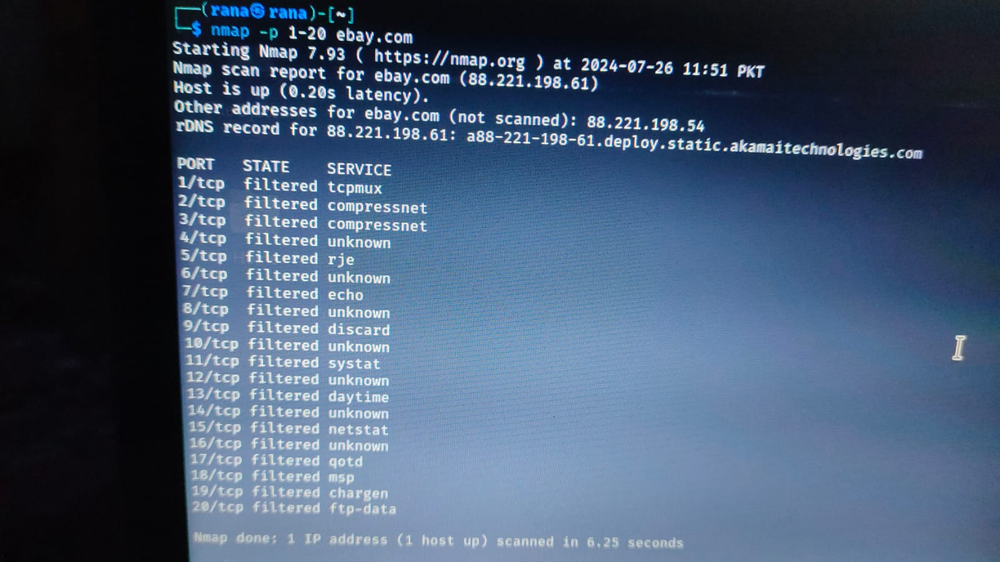 ┌──(rana㉿rana)-[~]
└─$ nmap -p 1-20 ebay.com
Starting Nmap 7.93 ( https://nmap.org ) at 2024-07-26 11:51 PKT
Nmap scan report for ebay.com (88.221.198.61)
Host is up (0.20s latency).
Other addresses for ebay.com (not scanned): 88.221.198.54
rDNS record for 88.221.198.61: a88-221-198-61.deploy.static.akamaitechnologies.com
PORT   STATE    SERVICE
1/tcp  filtered tcpmux
2/tcp  filtered compressnet
3/tcp  filtered compressnet
4/tcp  filtered unknown
5/tcp  filtered rje
6/tcp  filtered unknown
7/tcp  filtered echo
8/tcp  filtered unknown
9/tcp  filtered discard
10/tcp filtered unknown
11/tcp filtered systat
12/tcp filtered unknown
13/tcp filtered daytime
14/tcp filtered unknown
15/tcp filtered netstat
16/tcp filtered unknown
17/tcp filtered qotd
18/tcp filtered msp
19/tcp filtered chargen
20/tcp filtered ftp-data
Nmap done: 1 IP address (1 host up) scanned in 6.25 seconds